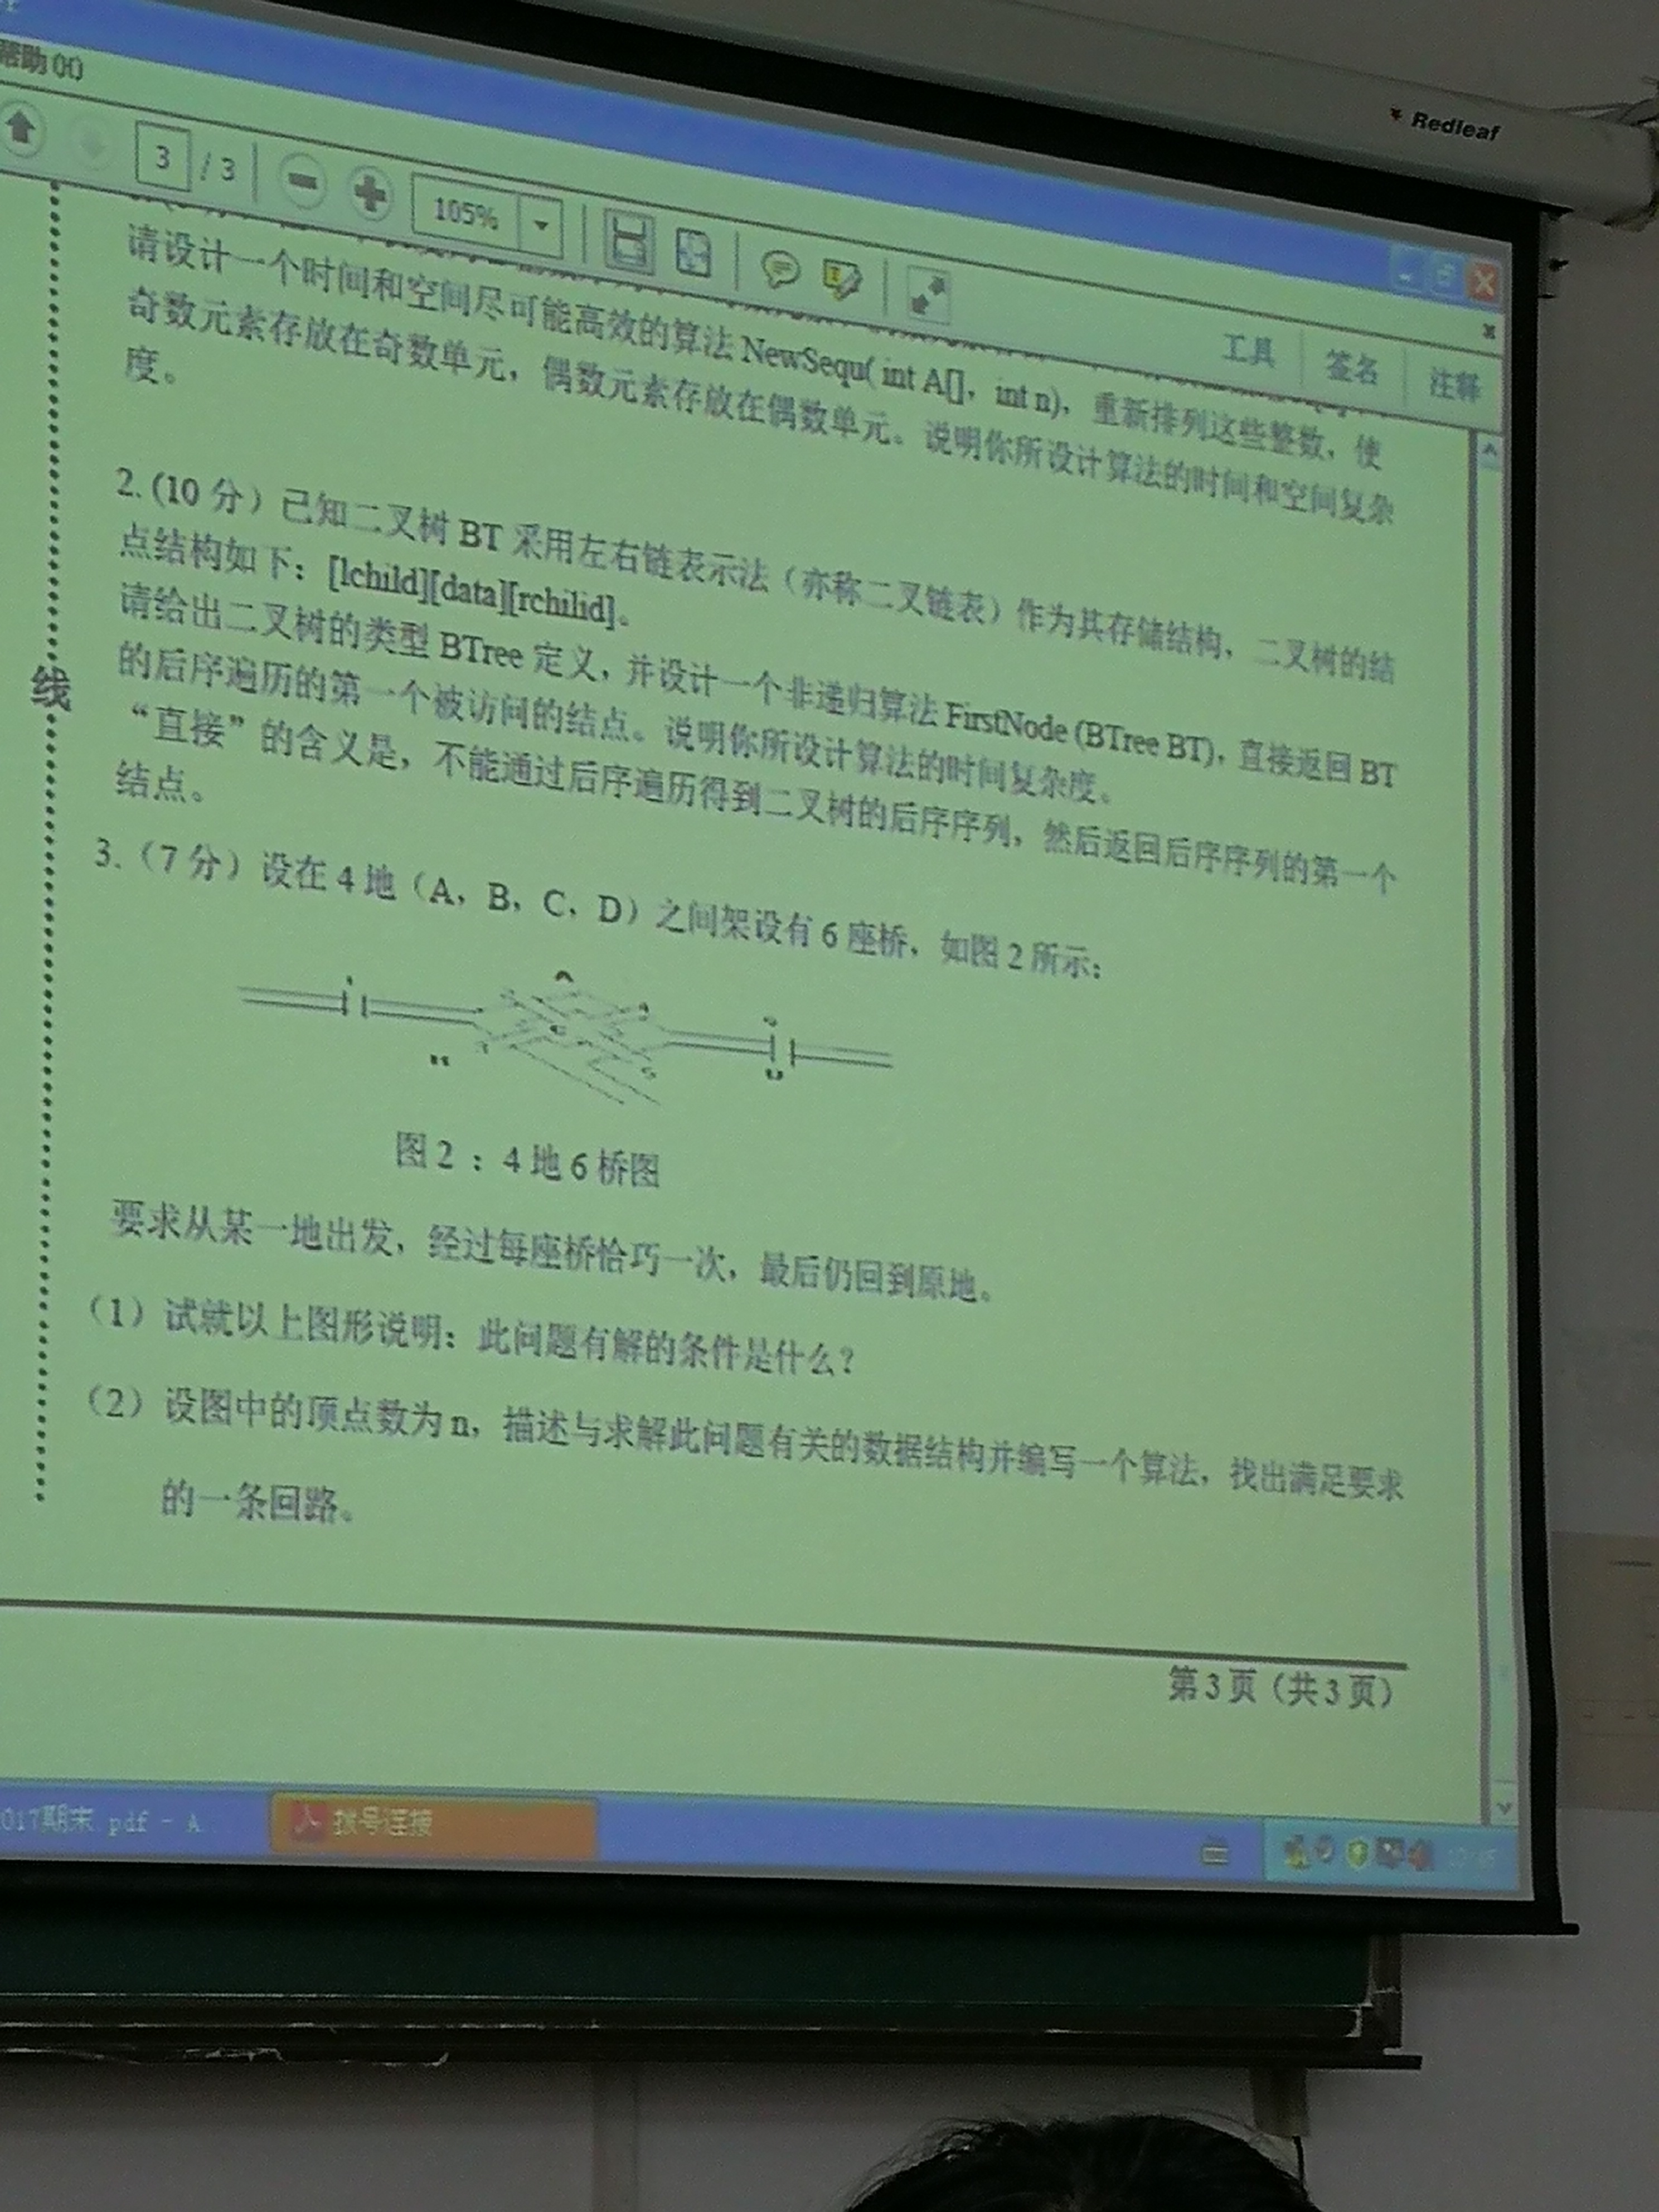 帮助(H)
Redleaf
3 / 3
105%
工具 签名 注释
请设计一个时间和空间尽可能高效的算法 NewSequ( int A[], int n), 重新排列这些整数, 使
奇数元素存放在奇数单元, 偶数元素存放在偶数单元。说明你所设计算法的时间和空间复杂
度。
2. (10 分) 已知二叉树 BT 采用左右链表示法 (亦称二叉链表) 作为其存储结构, 二叉树的结
点结构如下: [lchild][data][rchilid]。
请给出二叉树的类型 BTree 定义, 并设计一个非递归算法 FirstNode (BTree BT), 直接返回 BT
的后序遍历的第一个被访问的结点。说明你所设计算法的时间复杂度。
“直接” 的含义是, 不能通过后序遍历得到二叉树的后序序列, 然后返回后序序列的第一个
结点。
线
3. (7 分) 设在 4 地 (A, B, C, D) 之间架设有 6 座桥, 如图 2 所示:
图 2 : 4 地 6 桥图
要求从某一地出发, 经过每座桥恰巧一次, 最后仍回到原地。
(1) 试就以上图形说明: 此问题有解的条件是什么?
(2) 设图中的顶点数为 n, 描述与求解此问题有关的数据结构并编写一个算法, 找出满足要求
的一条回路。
第 3 页 (共 3 页)
017期末 pdf - A
拨号连接